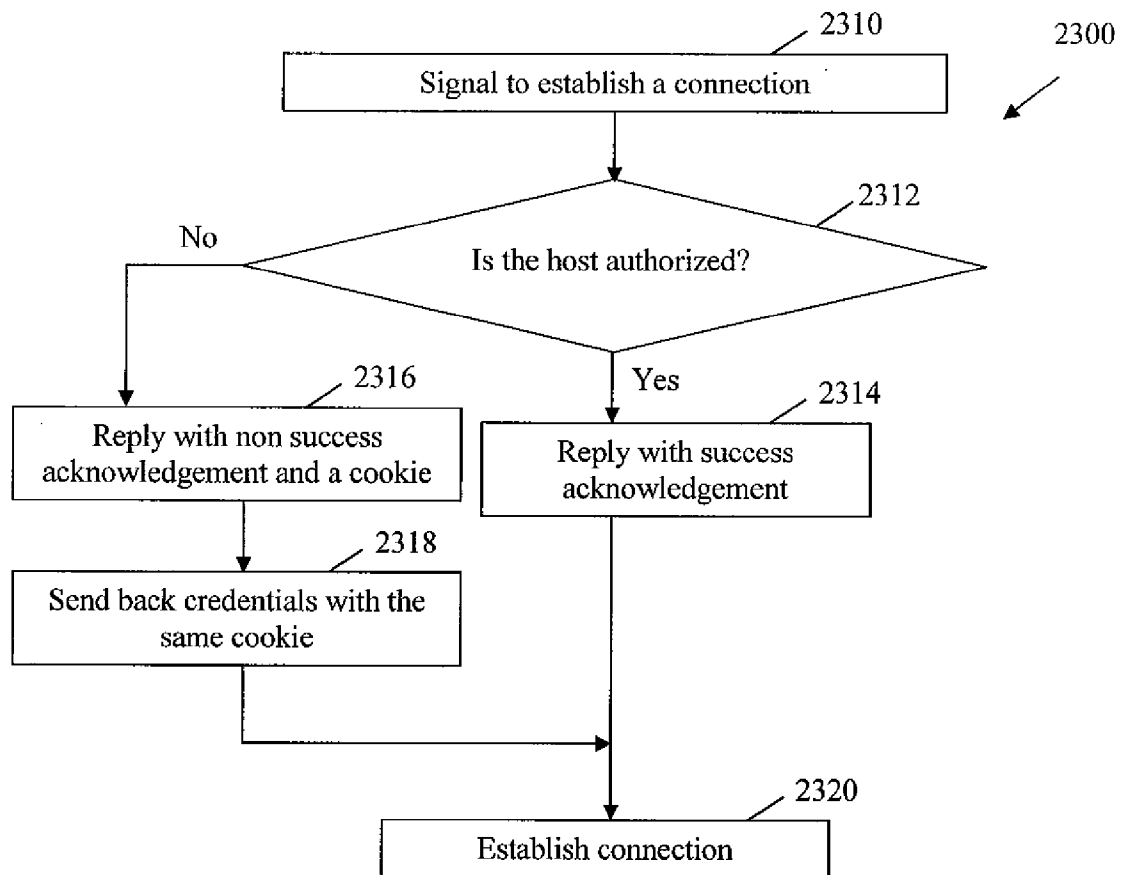 2310
2300
Signal to establish a connection
2312
No
Is the host authorized?
2316
Yes
2314
Reply with non success
acknowledgement and a cookie
Reply with success
acknowledgement
2318
Send back credentials with the
same cookie
2320
Establish connection